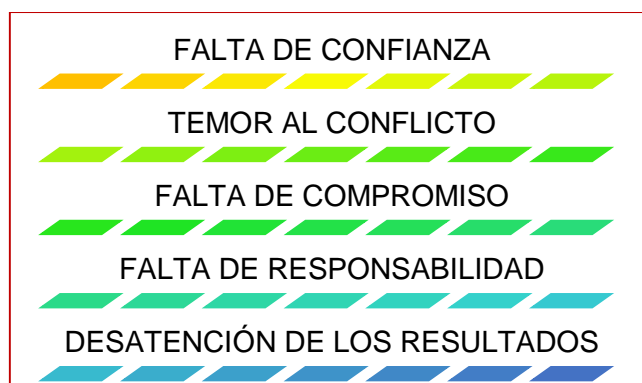 FALTA DE CONFIANZA
TEMOR AL CONFLICTO
FALTA DE COMPROMISO
FALTA DE RESPONSABILIDAD
DESATENCIÓN DE LOS RESULTADOS